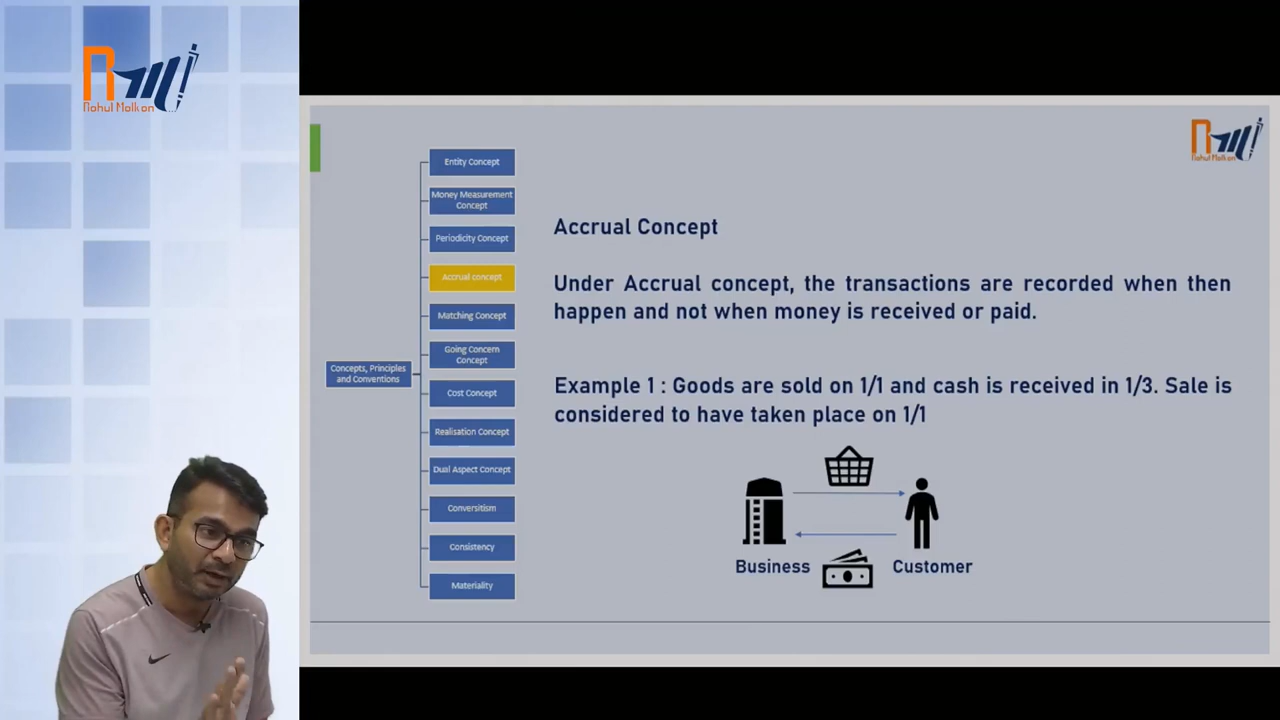 Rahul Malkan
Rahul Malkan
Entity Concept
Money Measurement
Concept
Periodicity Concept
Accrual concept
Matching Concept
Going Concern
Concept
Cost Concept
Realisation Concept
Dual Aspect Concept
Conversitism
Consistency
Materiality
Concepts, Principles
and Conventions
Accrual Concept
Under Accrual concept, the transactions are recorded when then
happen and not when money is received or paid.
Example 1 : Goods are sold on 1/1 and cash is received in 1/3. Sale is
considered to have taken place on 1/1
Business
Customer